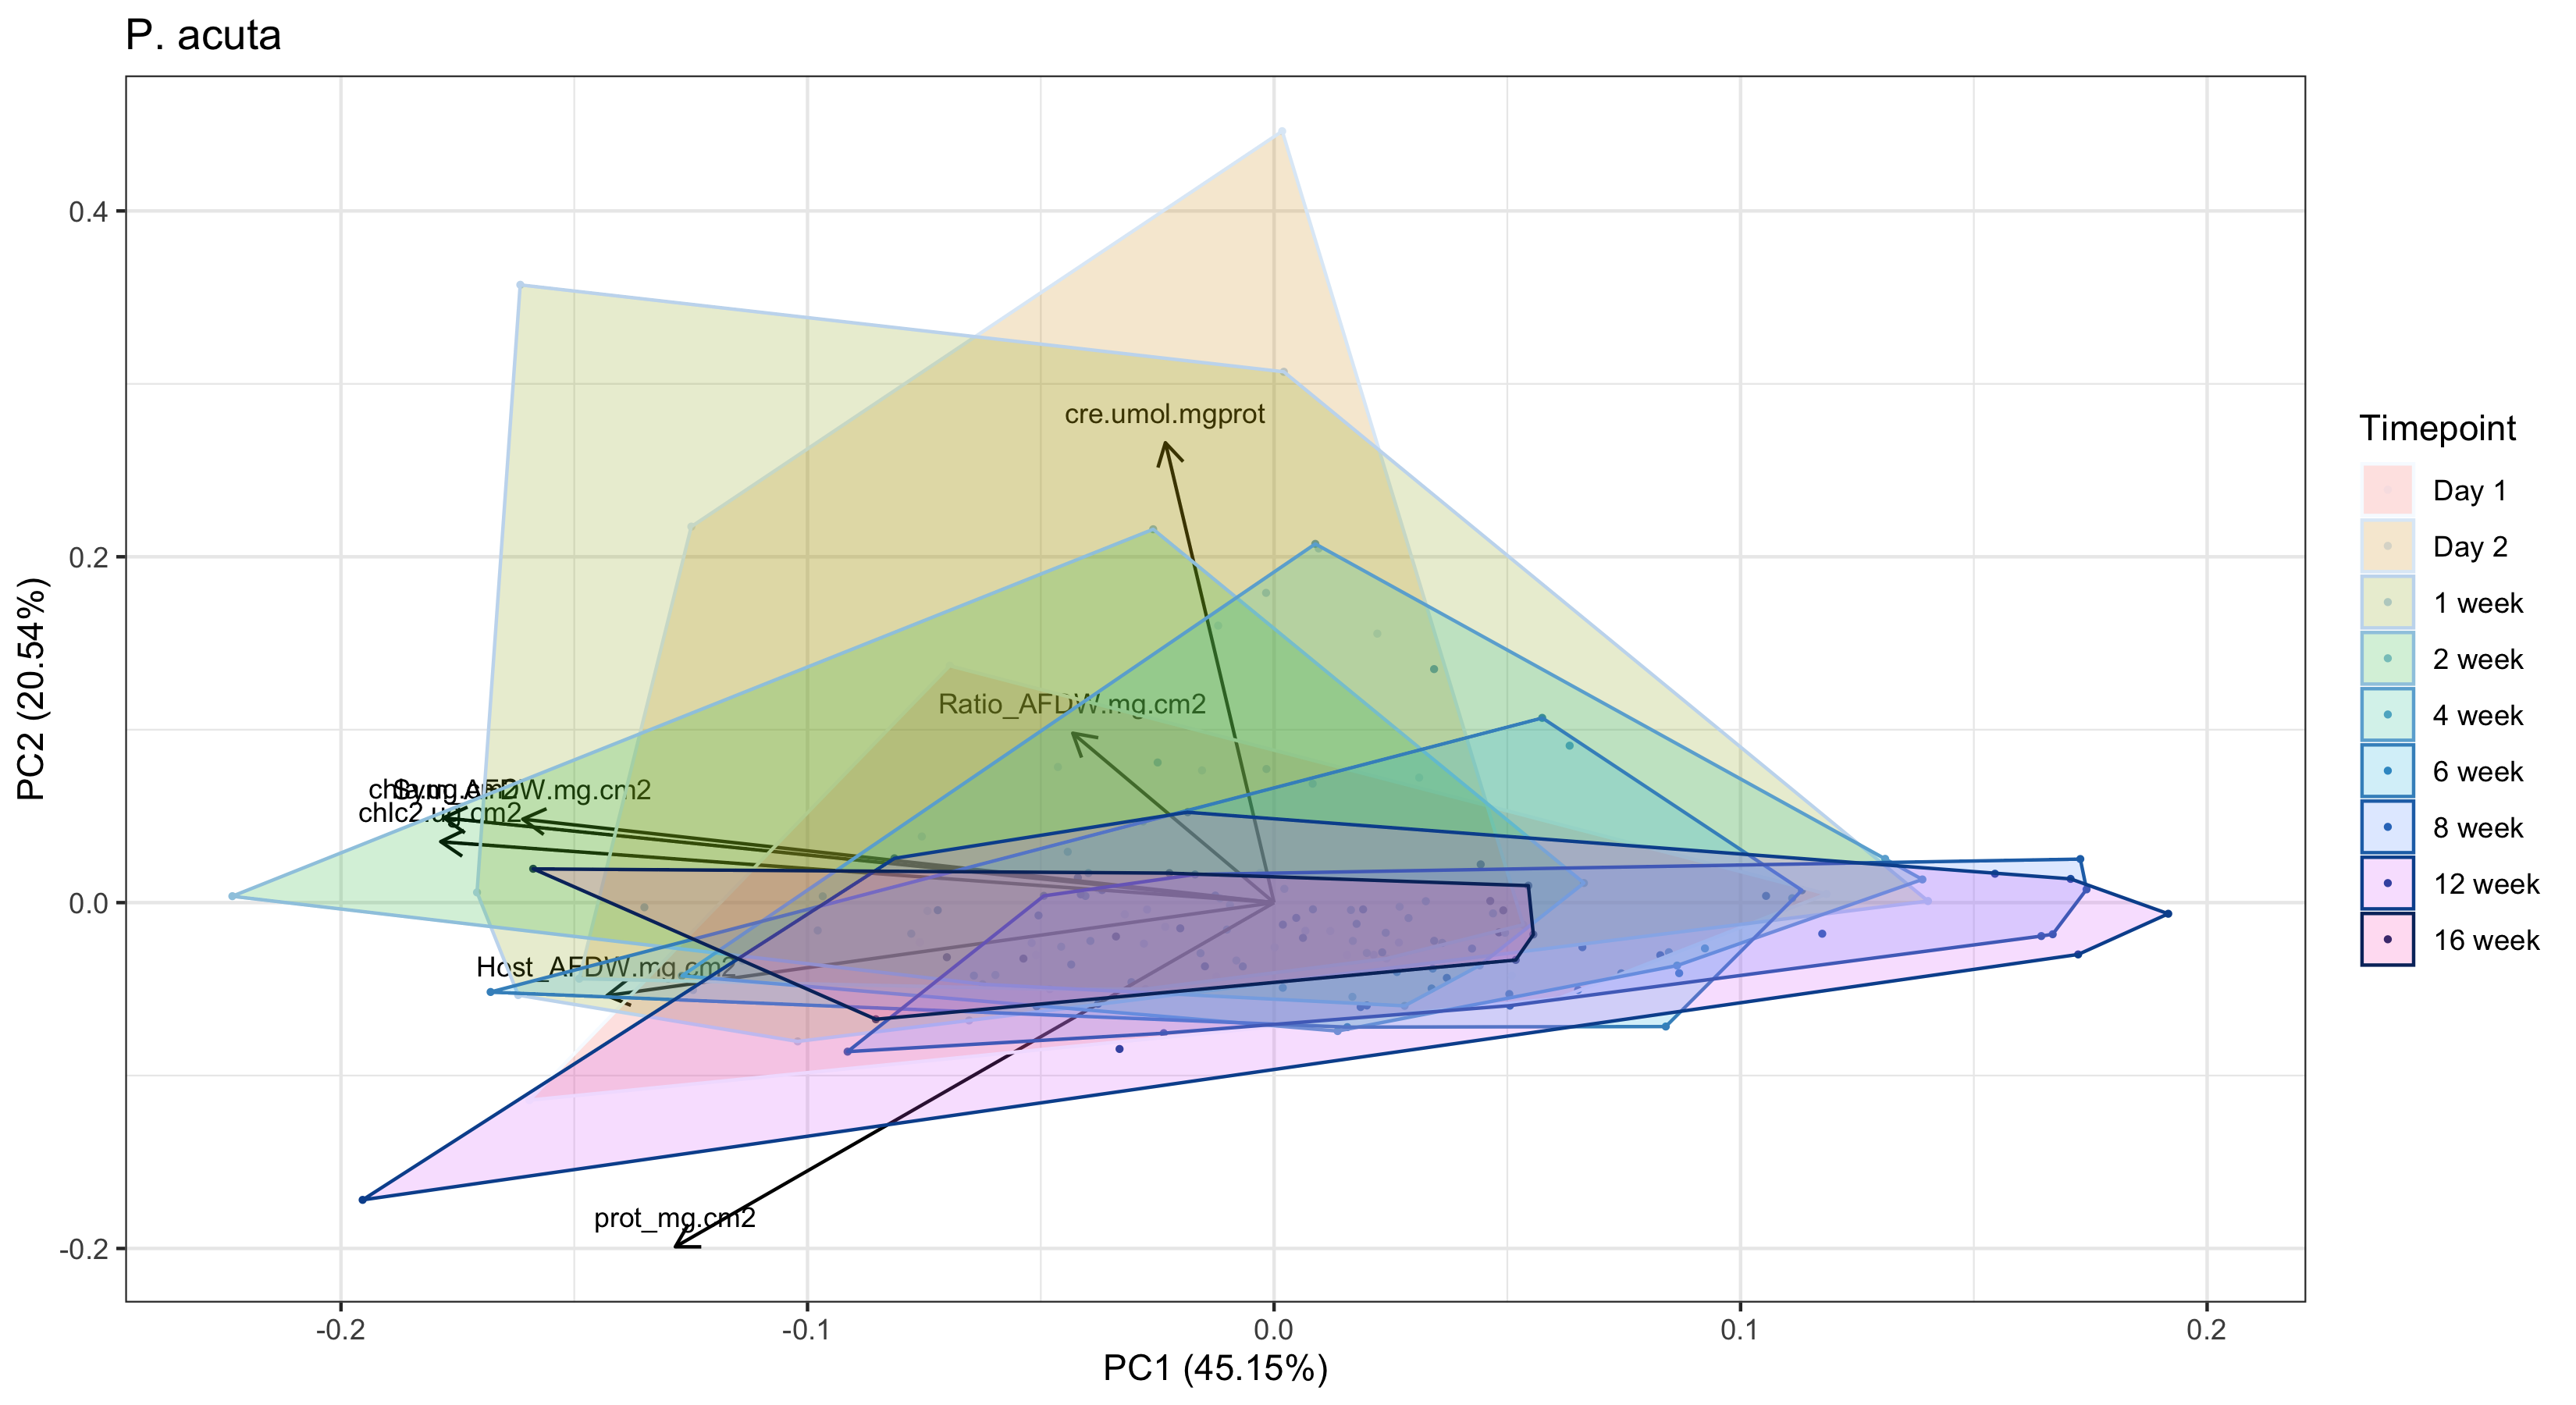 P. acuta
0.4
0.2
0.0
-0.2
PC2 (20.54%)
cre.umol.mgprot
Ratio_AFDW.mg.cm2
Sym_AFDW.mg.cm2
chlc2.ug.cm2
Host_AFDW.mg.cm2
prot_mg.cm2
-0.2
-0.1
0.0
0.1
0.2
PC1 (45.15%)
Timepoint
Day 1
Day 2
1 week
2 week
4 week
6 week
8 week
12 week
16 week